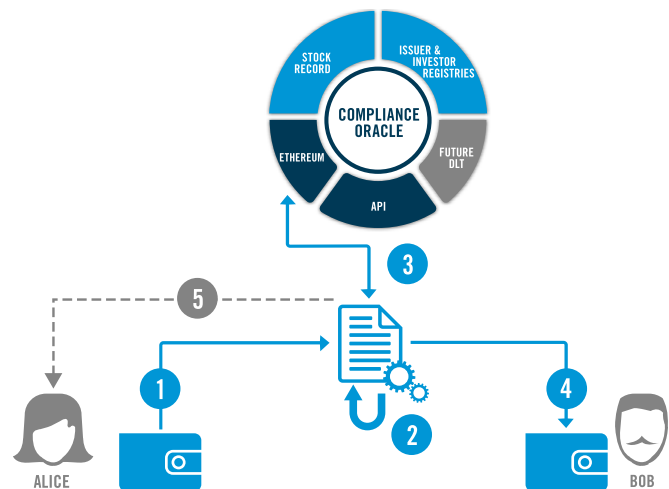 STOCK
RECORD
ISSUER &
INVESTOR
REGISTRIES
COMPLIANCE
ORACLE
ETHEREUM
FUTURE
DLT
API
3
5
1
4
2
ALICE
BOB